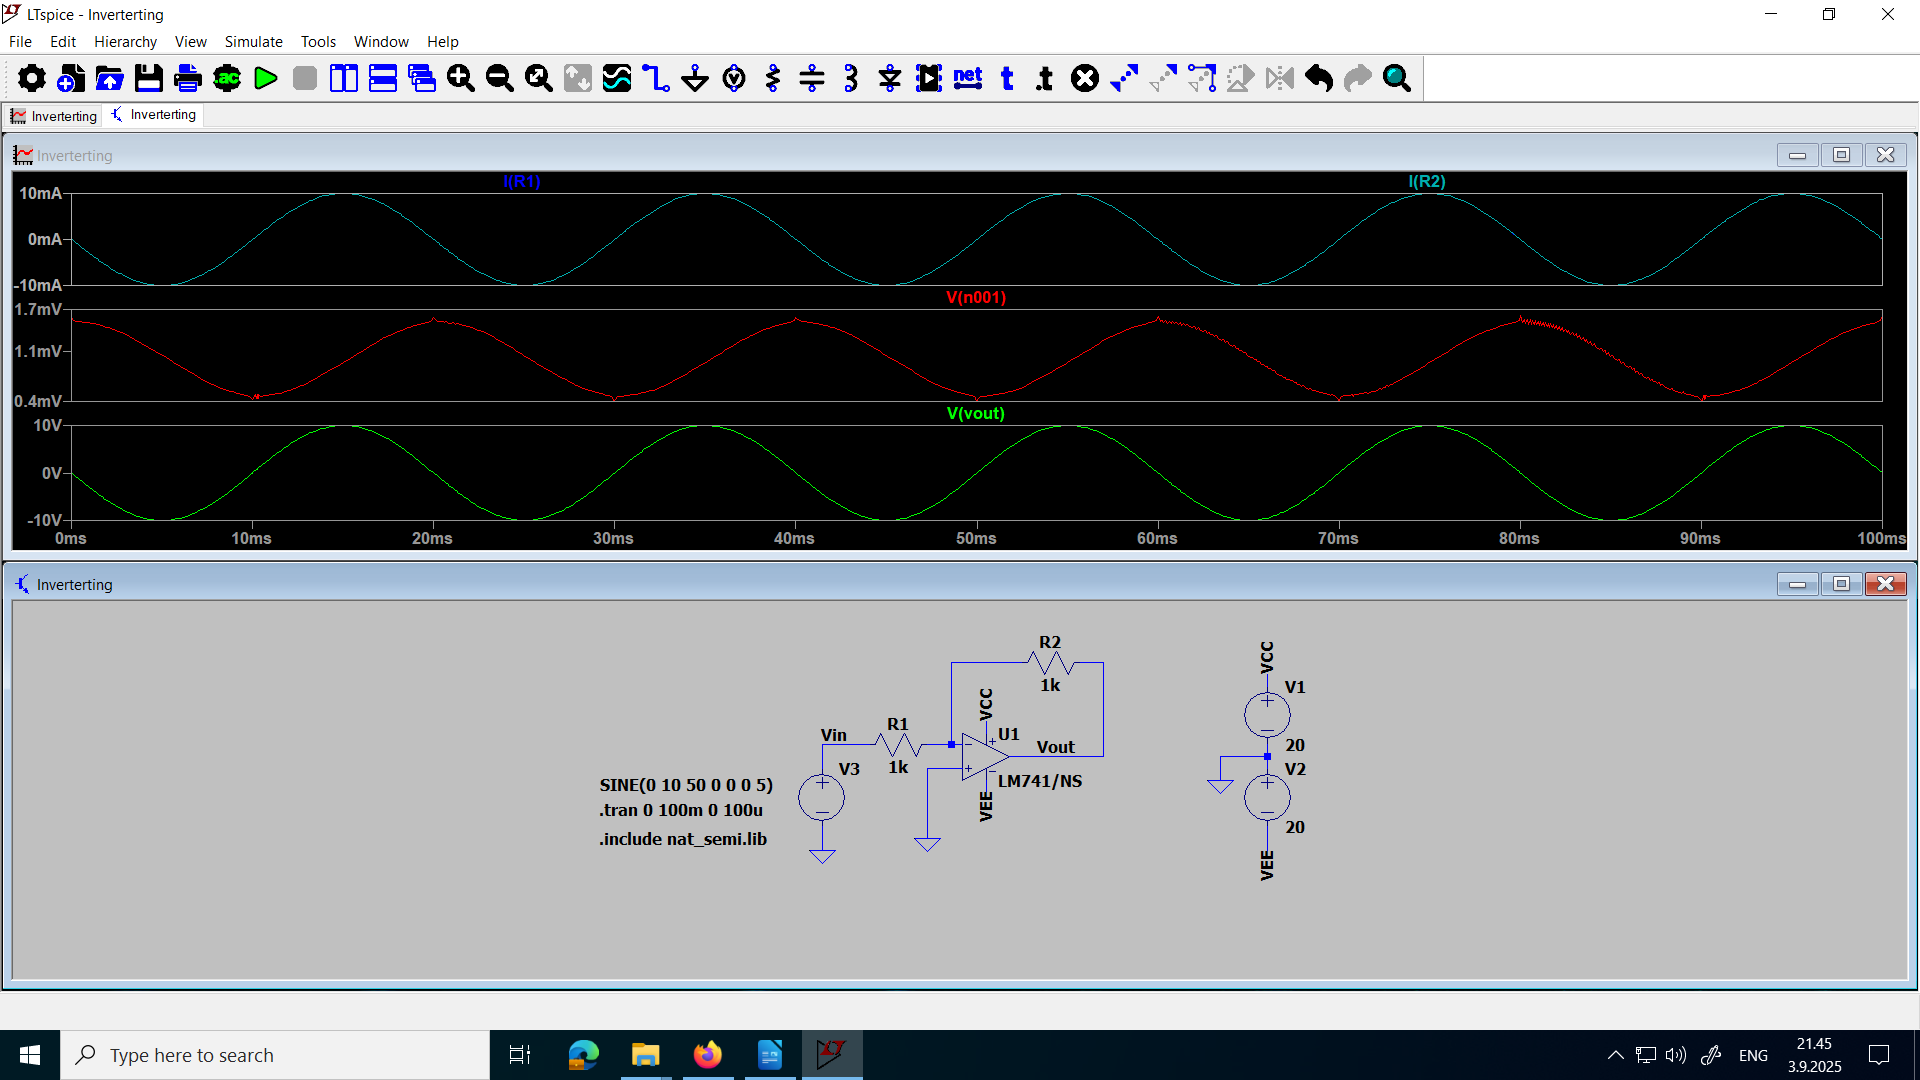 LTspice - Inverterting
File Edit Hierarchy View Simulate Tools Window Help
.ac net t .t
Inverterting Inverterting
Inverterting
I(R1) I(R2)
10mA
0mA
-10mA
V(n001)
1.7mV
1.1mV
0.4mV
V(vout)
10V
0V
-10V
0ms 10ms 20ms 30ms 40ms 50ms 60ms 70ms 80ms 90ms 100ms
Inverterting
R2
1k
VCC
V1
20
V2
20
VEE
VCC
R1
1k
Vin
U1
Vout
LM741/NS
VEE
V3
SINE(0 10 50 0 0 0 5)
.tran 0 100m 0 100u
.include nat_semi.lib
Type here to search
ENG
21.45
3.9.2025